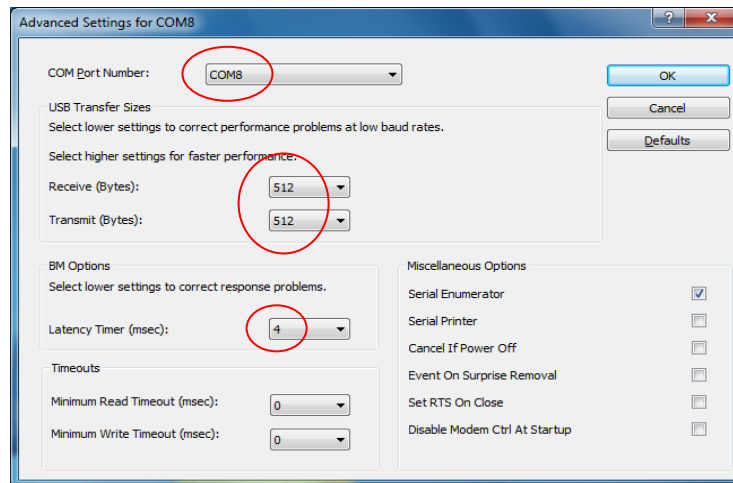 Advanced Settings for COM8
COM Port Number: COM8
OK
USB Transfer Sizes
Cancel
Select lower settings to correct performance problems at low baud rates.
Defaults
Select higher settings for faster performance.
Receive (Bytes): 512
Transmit (Bytes): 512
BM Options
Select lower settings to correct response problems.
Latency Timer (msec): 4
Timeouts
Minimum Read Timeout (msec): 0
Minimum Write Timeout (msec): 0
Miscellaneous Options
Serial Enumerator
Serial Printer
Cancel If Power Off
Event On Surprise Removal
Set RTS On Close
Disable Modem Ctrl At Startup